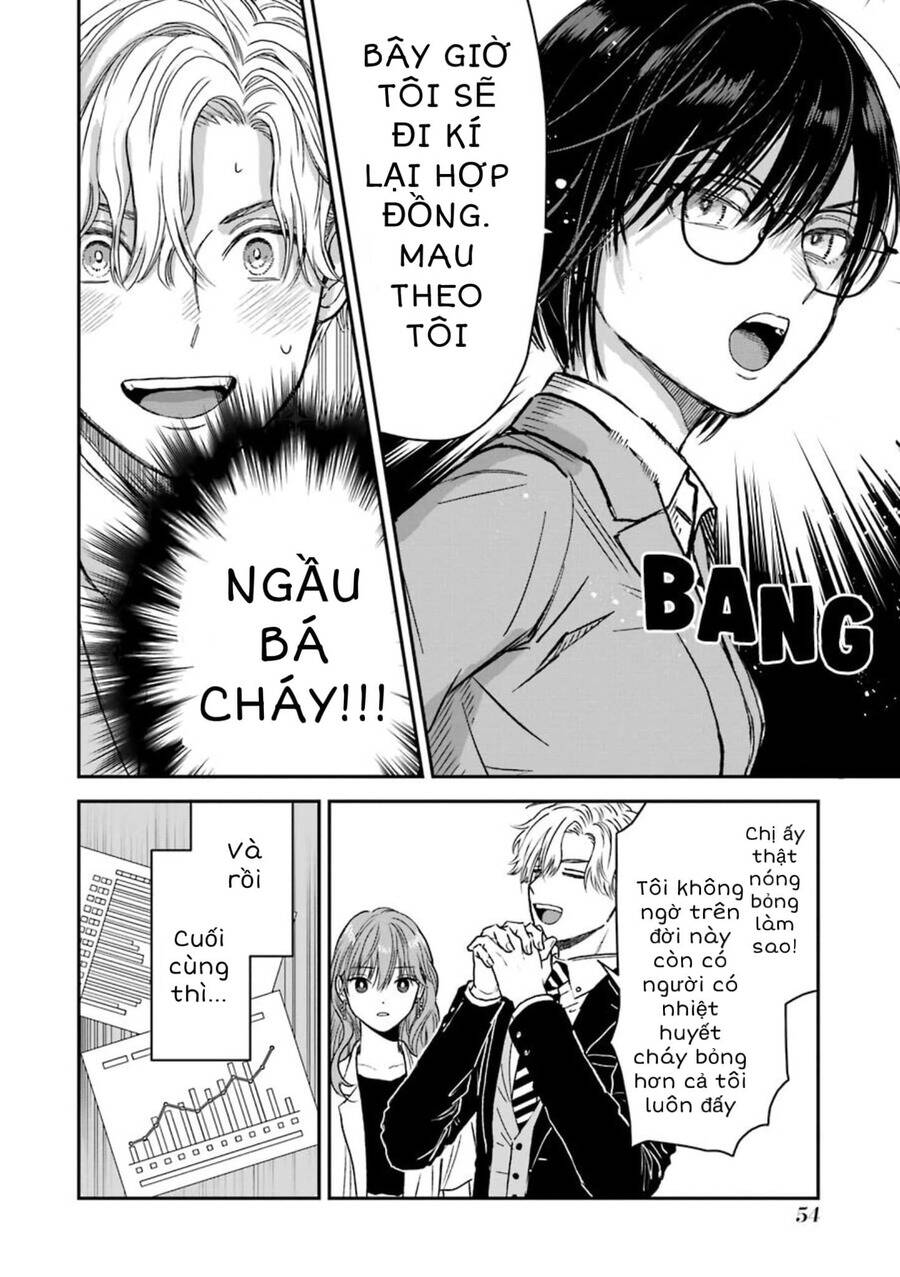 BÂY GIỜ
TÔI SẼ
ĐI KÍ
LẠI HỢP
ĐỒNG.
MAU
THEO
TÔI
BANG
NGẦU
BÁ
CHÁY!!!
Chị ấy
thật
nóng
bỏng
làm
sao!
Tôi không
ngờ trên
đời này
còn có
người có
nhiệt
huyết
cháy bỏng
hơn cả tôi
luôn đấy
và
rồi
Cuối
cùng
thì...
54